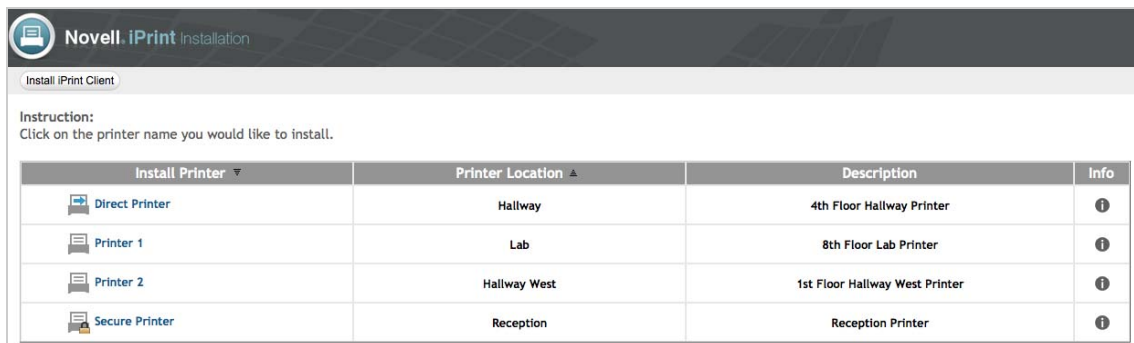 Novell. iPrint Installation
Install iPrint Client
Instruction:
Click on the printer name you would like to install.
Install Printer ▼ Printer Location ▲ Description Info
Direct Printer Hallway 4th Floor Hallway Printer
Printer 1 Lab 8th Floor Lab Printer
Printer 2 Hallway West 1st Floor Hallway West Printer
Secure Printer Reception Reception Printer